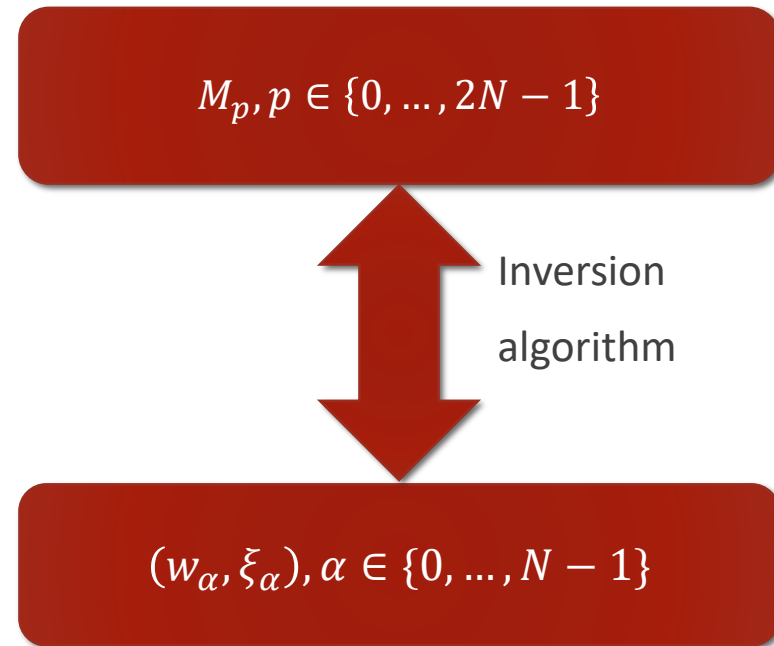 M_p, p ∈ {0, … , 2N − 1}
Inversion
algorithm
(w_α, ξ_α), α ∈ {0, … , N − 1}